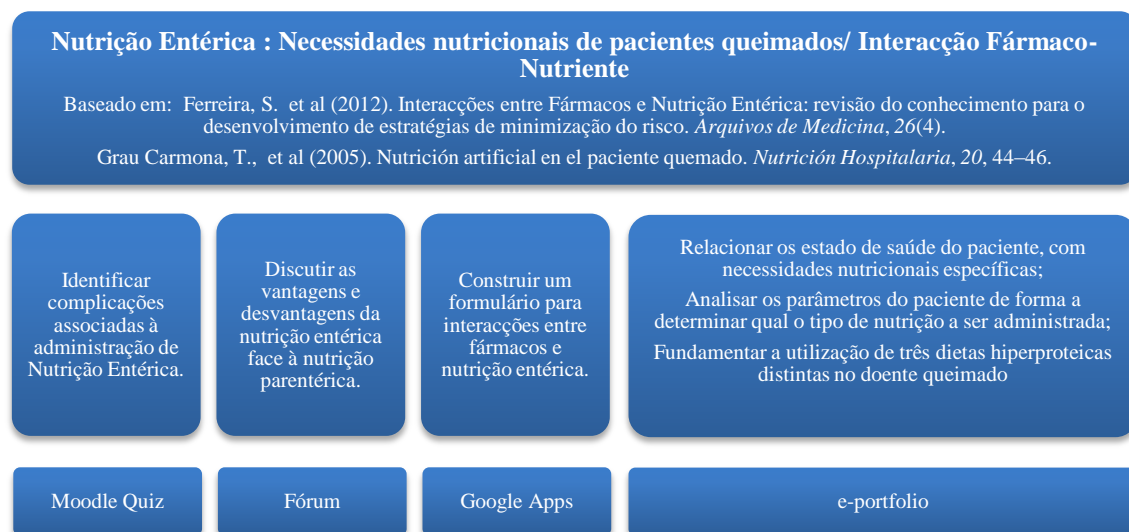 Nutrição Entérica : Necessidades nutricionais de pacientes queimados/ Interacção Fármaco-
Nutriente
Baseado em: Ferreira, S. et al (2012). Interacções entre Fármacos e Nutrição Entérica: revisão do conhecimento para o
desenvolvimento de estratégias de minimização do risco. Arquivos de Medicina, 26(4).
Grau Carmona, T., et al (2005). Nutrición artificial en el paciente quemado. Nutrición Hospitalaria, 20, 44–46.
Identificar
complicações
associadas à
administração de
Nutrição Entérica.
Discutir as
vantagens e
desvantagens da
nutrição entérica
face à nutrição
parentérica.
Construir um
formulário para
interacções entre
fármacos e
nutrição entérica.
Relacionar os estado de saúde do paciente, com
necessidades nutricionais específicas;
Analisar os parâmetros do paciente de forma a
determinar qual o tipo de nutrição a ser administrada;
Fundamentar a utilização de três dietas hiperproteicas
distintas no doente queimado
Moodle Quiz
Fórum
Google Apps
e-portfolio